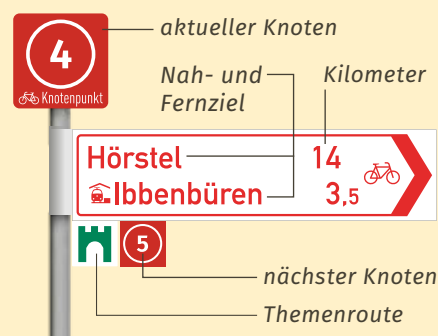 4
Knotenpunkt
aktueller Knoten
Nah- und
Fernziel
Kilometer
Hörstel 14
Ibbenbüren 3,5
5
nächster Knoten
Themenroute